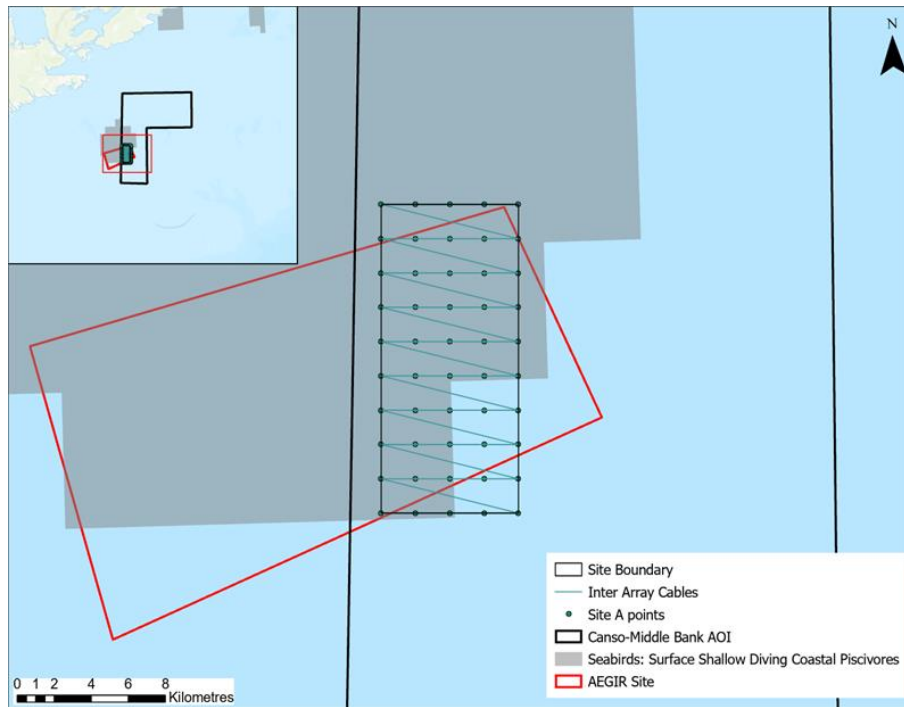 N
Site Boundary
Inter Array Cables
Site A points
Canso-Middle Bank AOI
Seabirds: Surface Shallow Diving Coastal Piscivores
AEGIR Site
0 1 2 4 6 8
Kilometres